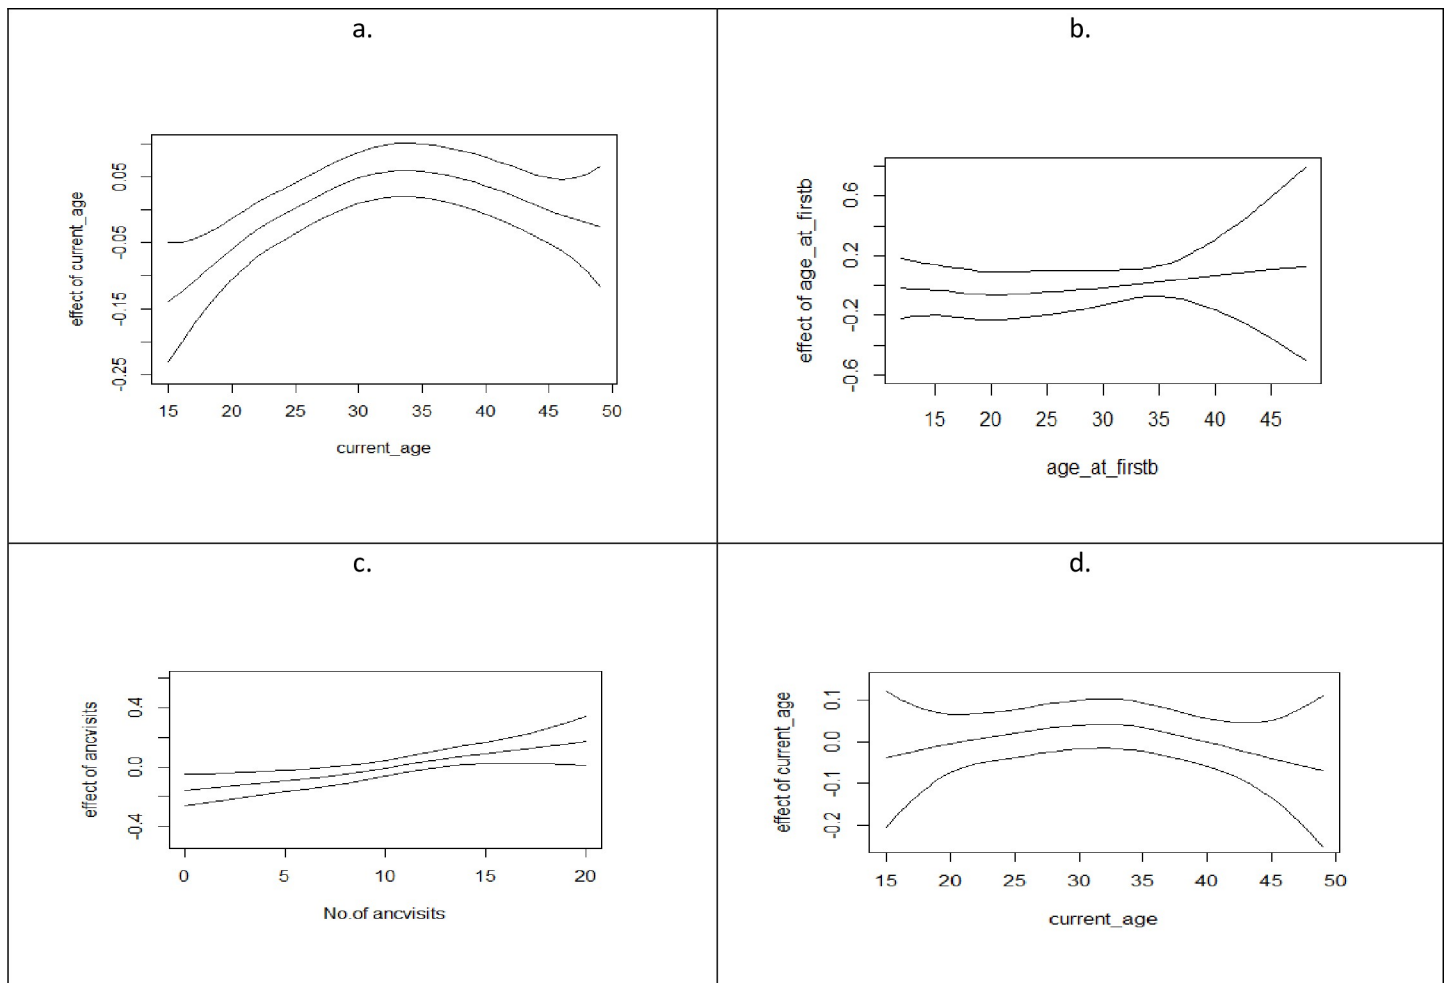 a.
effect of current_age
0.05
-0.05
-0.15
-0.25
15 20 25 30 35 40 45 50
current_age
b.
effect of age_at_firstb
0.6
0.2
-0.2
-0.6
15 20 25 30 35 40 45
age_at_firstb
c.
effect of ancvisits
0.4
0.0
-0.4
0 5 10 15 20
No.of ancvisits
d.
effect of current_age
0.1
0.0
-0.1
-0.2
15 20 25 30 35 40 45 50
current_age